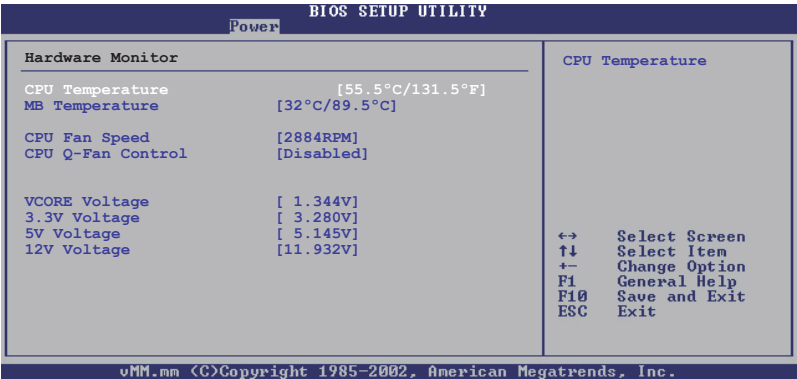 BIOS SETUP UTILITY
Power
Hardware Monitor
CPU Temperature [55.5°C/131.5°F]
MB Temperature [32°C/89.5°C]
CPU Fan Speed [2884RPM]
CPU Q-Fan Control [Disabled]
VCORE Voltage [ 1.344V]
3.3V Voltage [ 3.280V]
5V Voltage [ 5.145V]
12V Voltage [11.932V]
CPU Temperature
←→ Select Screen
↑↓ Select Item
+- Change Option
F1 General Help
F10 Save and Exit
ESC Exit
vMM.mm (C)Copyright 1985-2002, American Megatrends, Inc.